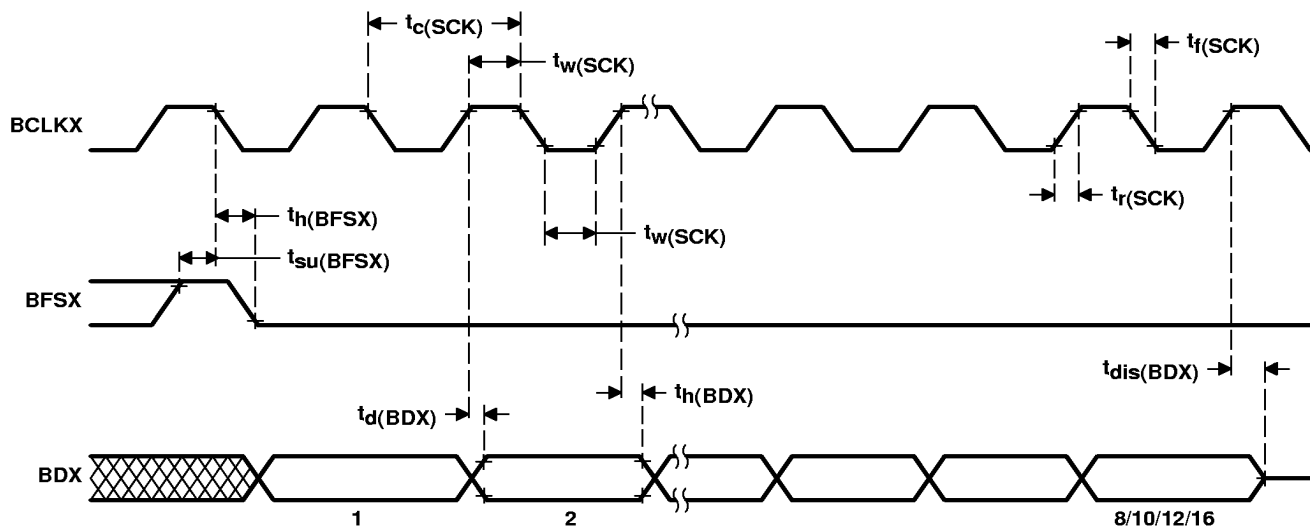 tc(SCK)
tw(SCK)
tf(SCK)
BCLKX
tr(SCK)
th(BFSX)
tw(SCK)
tsu(BFSX)
BFSX
tdis(BDX)
th(BDX)
td(BDX)
BDX
1 2 8/10/12/16